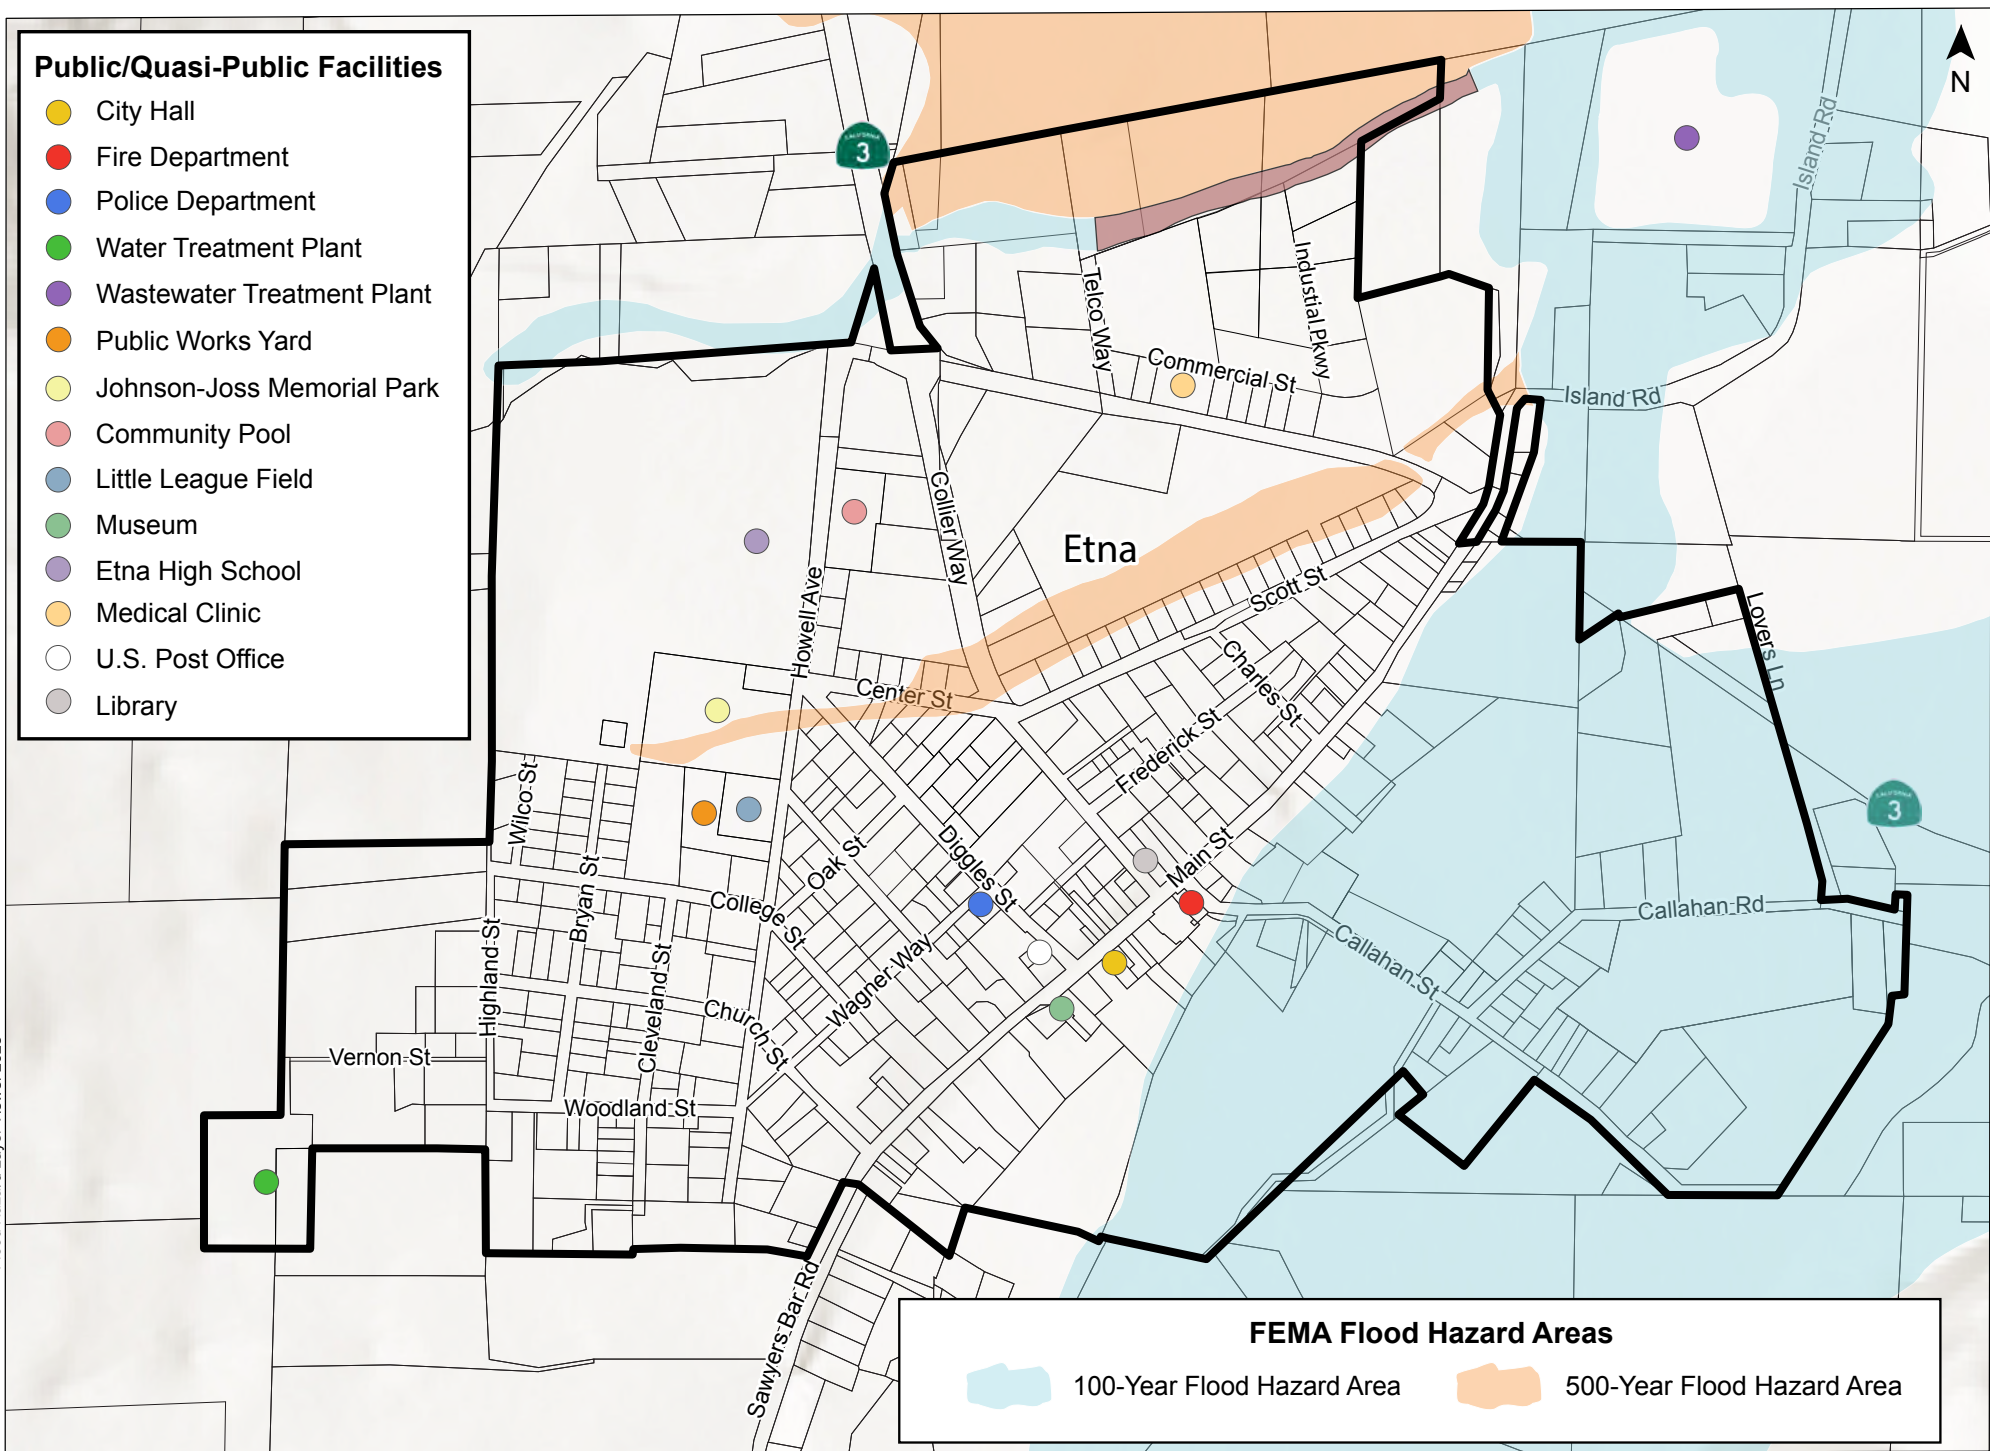 Public/Quasi-Public Facilities
City Hall
Fire Department
Police Department
Water Treatment Plant
Wastewater Treatment Plant
Public Works Yard
Johnson-Joss Memorial Park
Community Pool
Little League Field
Museum
Etna High School
Medical Clinic
U.S. Post Office
Library
N
CALIFORNIA
3
Island Rd
Industial Pkwy
Telco Way
Commercial St
Island Rd
Collier Way
Etna
Scott St
Howell Ave
Lovers Ln
Charles St
Center St
Frederick St
Wilco St
CALIFORNIA
3
Main St
Oak St
Diggles St
Bryan St
College St
Callahan Rd
Callahan St
Highland St
Wagner Way
Cleveland St
Church St
Vernon St
Woodland St
Sawyers Bar Rd
FEMA Flood Hazard Areas
100-Year Flood Hazard Area
500-Year Flood Hazard Area